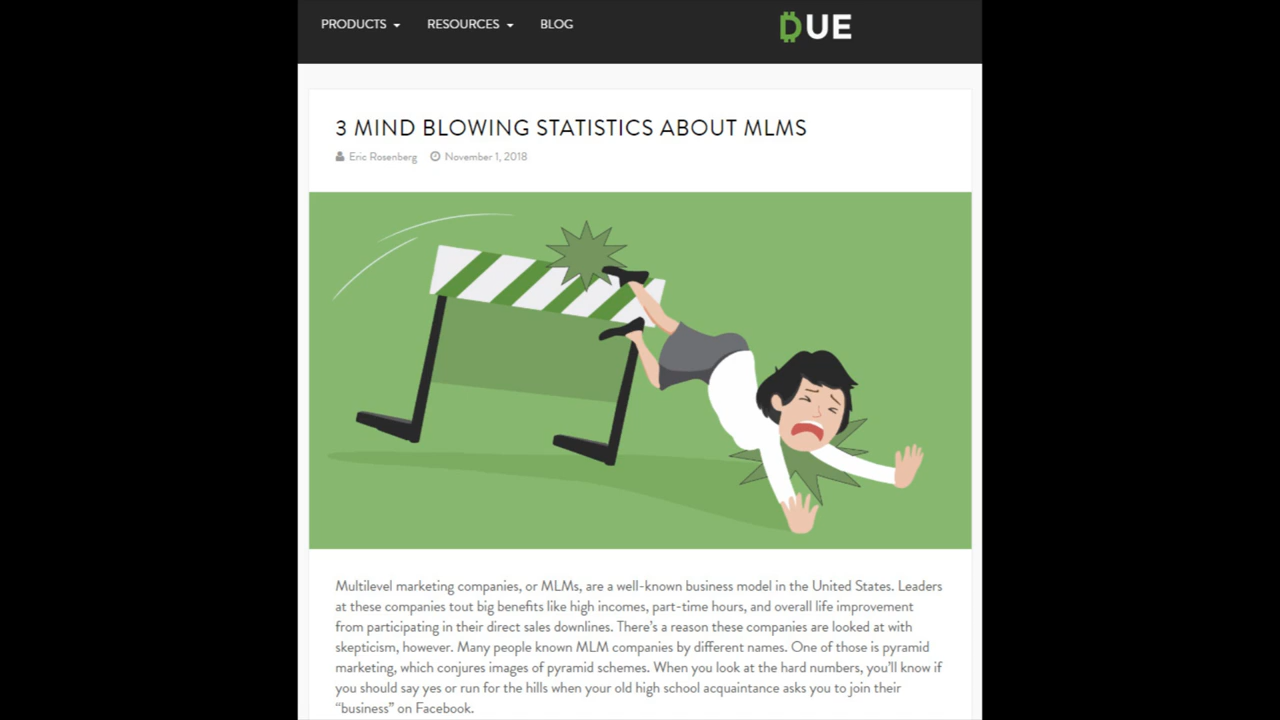 PRODUCTS RESOURCES BLOG DUE
3 MIND BLOWING STATISTICS ABOUT MLMS
Eric Rosenberg November 1, 2018
Multilevel marketing companies, or MLMs, are a well-known business model in the United States. Leaders
at these companies tout big benefits like high incomes, part-time hours, and overall life improvement
from participating in their direct sales downlines. There's a reason these companies are looked at with
skepticism, however. Many people known MLM companies by different names. One of those is pyramid
marketing, which conjures images of pyramid schemes. When you look at the hard numbers, you'll know if
you should say yes or run for the hills when your old high school acquaintance asks you to join their
“business” on Facebook.